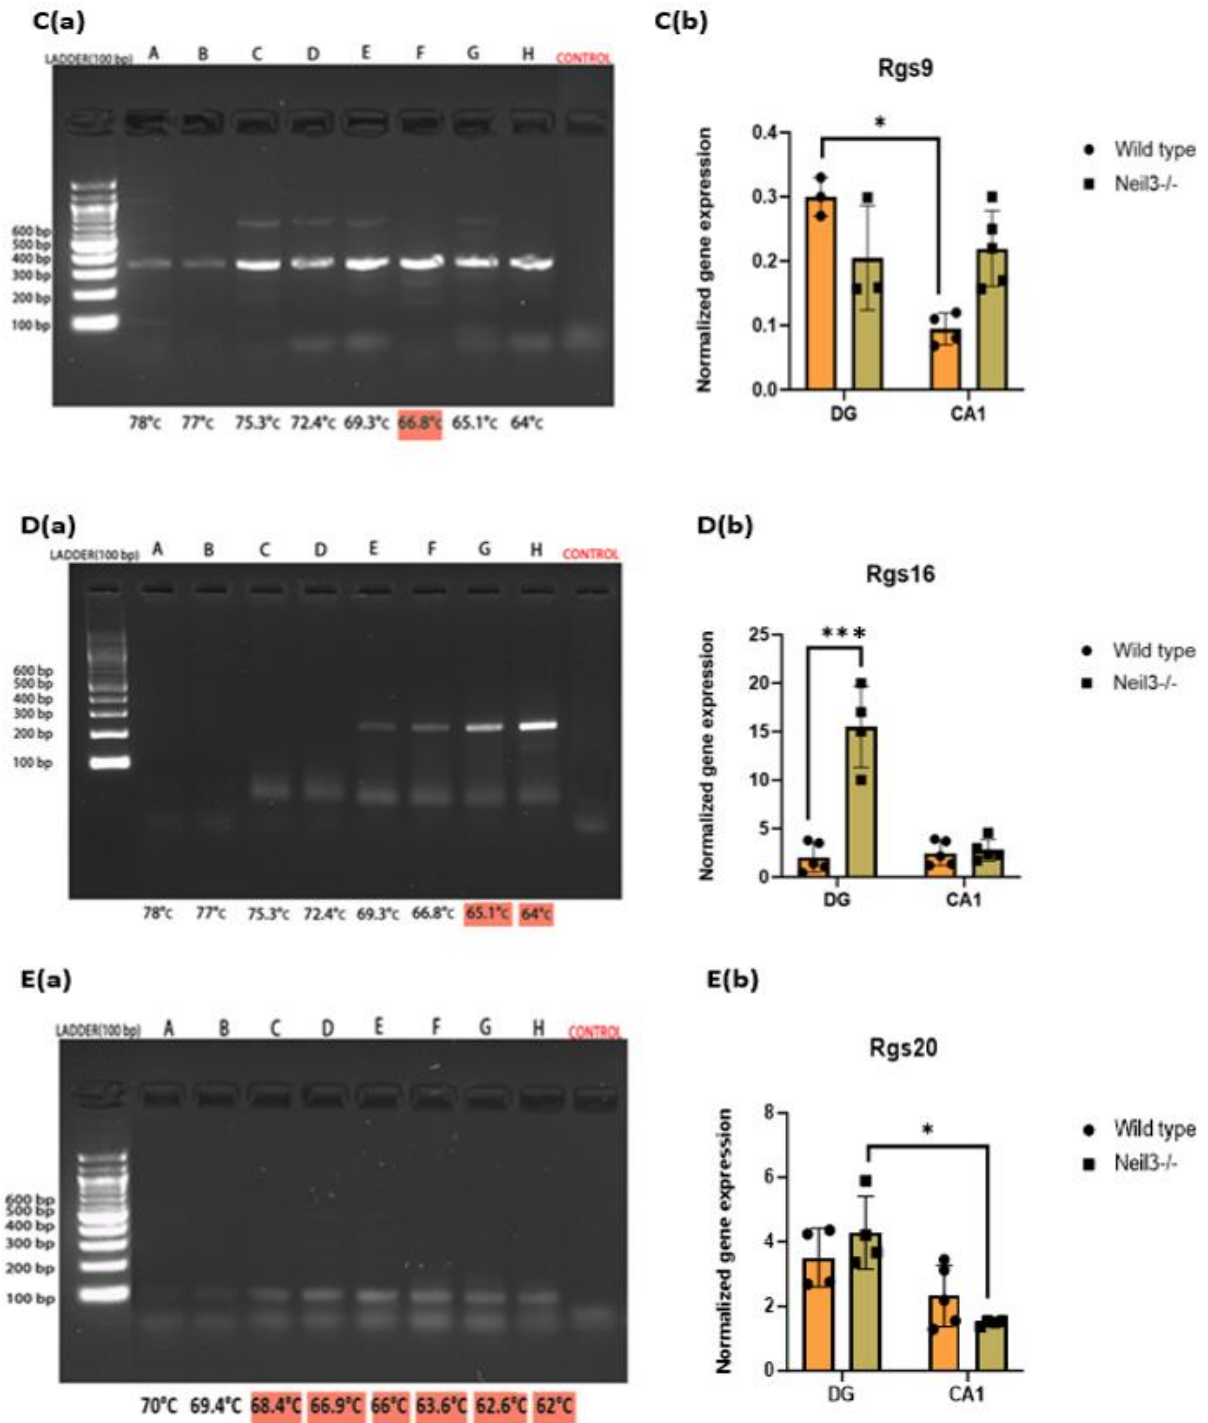 C(a)
LADDER(100 bp) A B C D E F G H CONTROL
600 bp
500 bp
400 bp
300 bp
200 bp
100 bp
78°c 77°c 75.3°c 72.4°c 69.3°c 66.8°c 65.1°c 64°c
C(b)
Rgs9
Normalized gene expression
0.4
0.3
0.2
0.1
0.0
*
DG CA1
Wild type
Neil3-/-
D(a)
LADDER(100 bp) A B C D E F G H CONTROL
600 bp
500 bp
400 bp
300 bp
200 bp
100 bp
78°c 77°c 75.3°c 72.4°c 69.3°c 66.8°c 65.1°c 64°c
D(b)
Rgs16
Normalized gene expression
25
20
15
10
5
0
***
DG CA1
Wild type
Neil3-/-
E(a)
LADDER(100 bp) A B C D E F G H CONTROL
600 bp
500 bp
400 bp
300 bp
200 bp
100 bp
70°C 69.4°C 68.4°C 66.9°C 66°C 63.6°C 62.6°C 62°C
E(b)
Rgs20
Normalized gene expression
8
6
4
2
0
*
DG CA1
Wild type
Neil3-/-